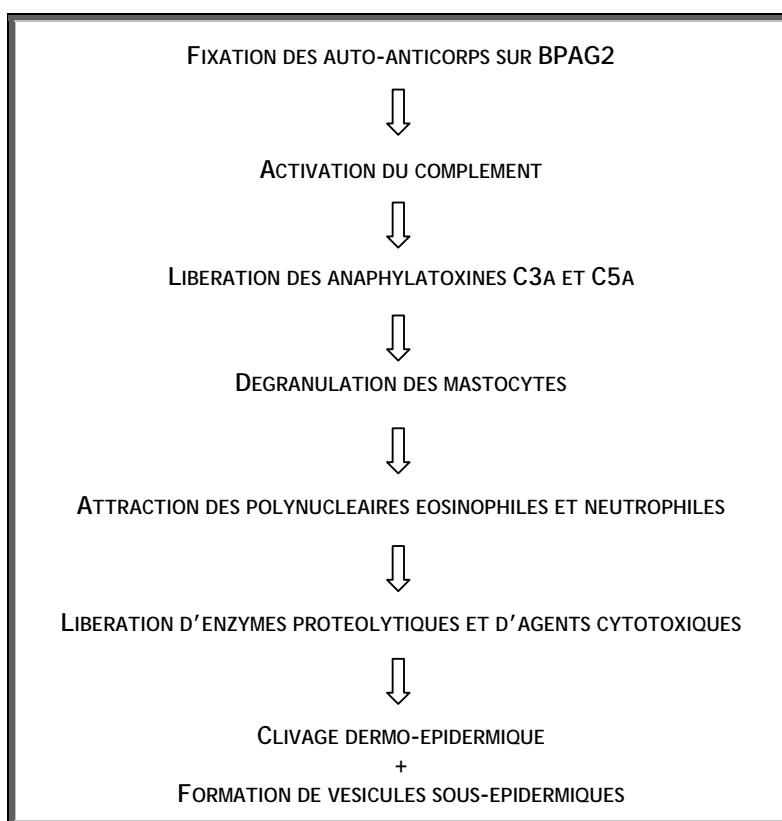 FIXATION DES AUTO-ANTICORPS SUR BPAG2
ACTIVATION DU COMPLEMENT
LIBERATION DES ANAPHYLATOXINES C3A ET C5A
DEGRANULATION DES MASTOCYTES
ATTRACTION DES POLYNUCLEAIRES EOSINOPHILES ET NEUTROPHILES
LIBERATION D'ENZYMES PROTEOLYTIQUES ET D'AGENTS CYTOTOXIQUES
CLIVAGE DERMO-EPIDERMIQUE
+
FORMATION DE VESICULES SOUS-EPIDERMIQUES